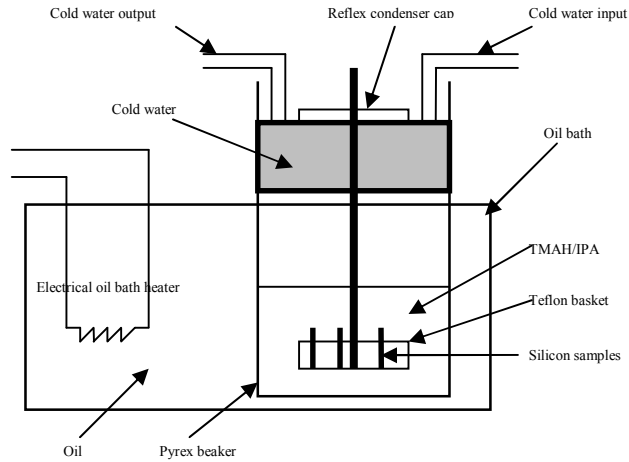 Cold water output
Reflex condenser cap
Cold water input
Cold water
Oil bath
Electrical oil bath heater
TMAH/IPA
Teflon basket
Silicon samples
Oil
Pyrex beaker